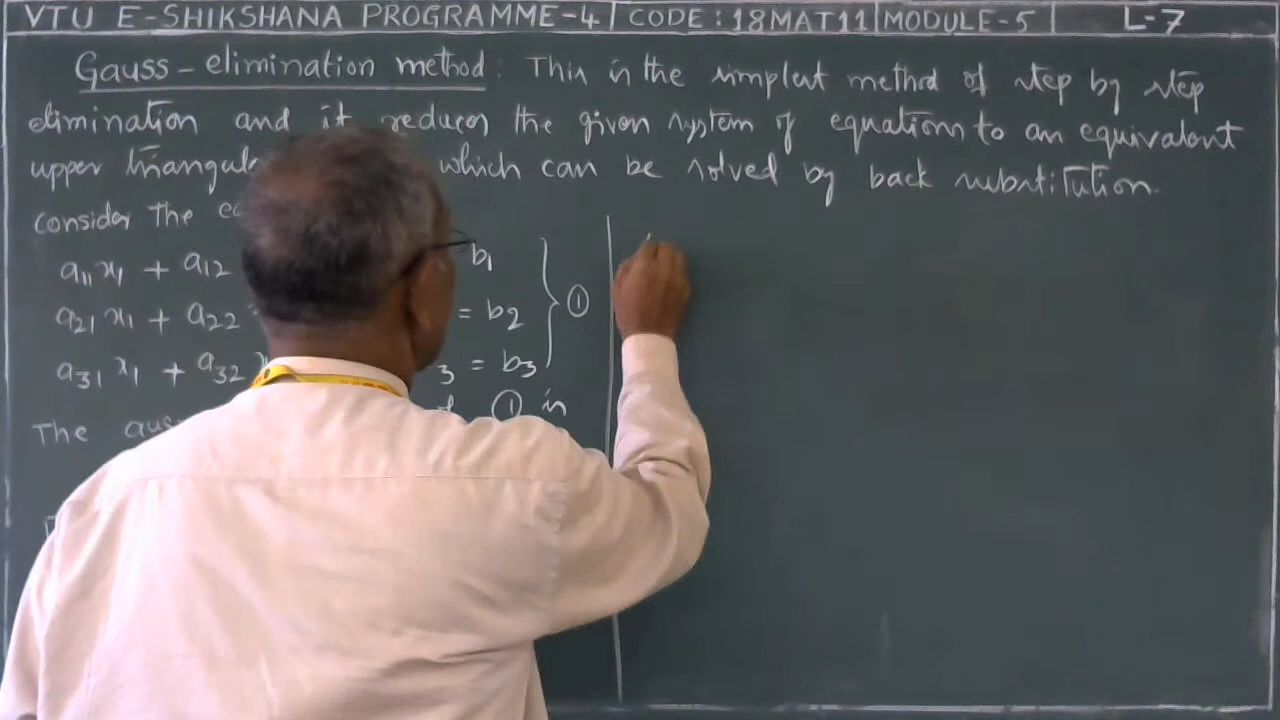 VTU E-SHIKSHANA PROGRAMME-4 | CODE: 18MAT11 | MODULE-5 | L-7
Gauss-elimination method: This is the simplest method of step by step
elimination and it reduces the given system of equations to an equivalent
upper triangular which can be solved by back substitution.
consider the
a11x1 + a12 b1
a21x1 + a22 = b2
a31x1 + a32 3 = b3 } ①
The ① is